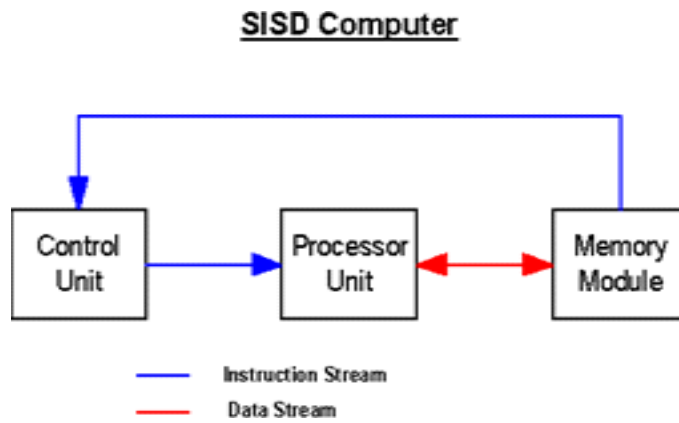 SISD Computer
Control
Unit
Processor
Unit
Memory
Module
Instruction Stream
Data Stream